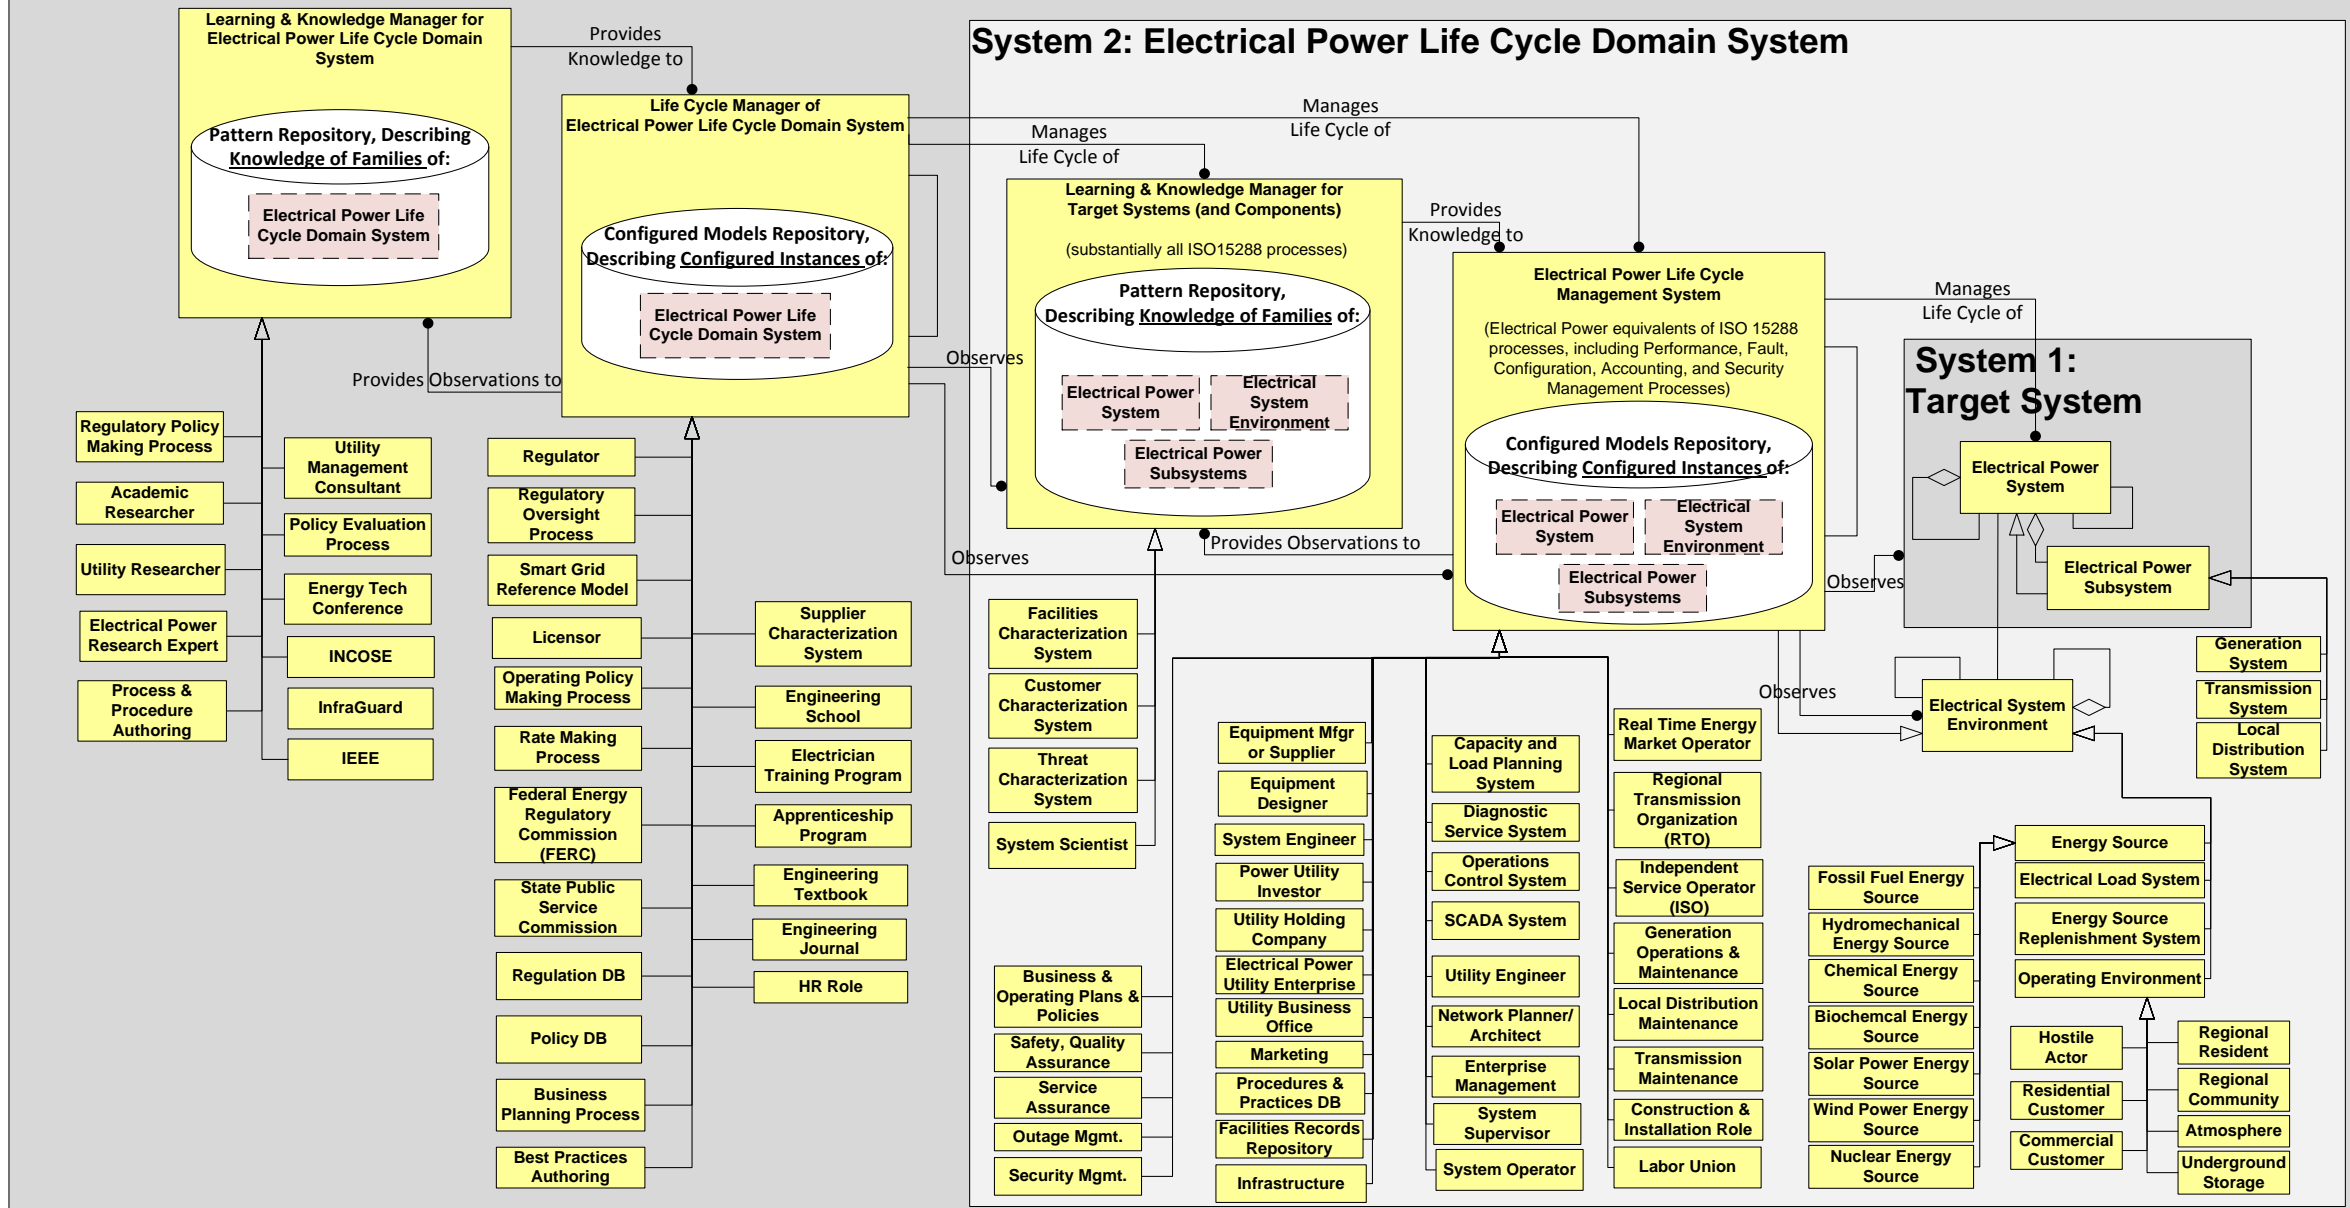 Learning & Knowledge Manager for
Electrical Power Life Cycle Domain
System
Pattern Repository, Describing
Knowledge of Families of:
Electrical Power Life
Cycle Domain System
Provides
Knowledge to
System 2: Electrical Power Life Cycle Domain System
Life Cycle Manager of
Electrical Power Life Cycle Domain System
Configured Models Repository,
Describing Configured Instances of:
Electrical Power Life
Cycle Domain System
Manages
Life Cycle of
Manages
Life Cycle of
Learning & Knowledge Manager for
Target Systems (and Components)
(substantially all ISO15288 processes)
Pattern Repository,
Describing Knowledge of Families of:
Electrical Power
System
Electrical
System
Environment
Electrical Power
Subsystems
Provides
Knowledge to
Electrical Power Life Cycle
Management System
(Electrical Power equivalents of ISO 15288
processes, including Performance, Fault,
Configuration, Accounting, and Security
Management Processes)
Configured Models Repository,
Describing Configured Instances of:
Electrical Power
System
Electrical
System
Environment
Electrical Power
Subsystems
Manages
Life Cycle of
System 1:
Target System
Electrical Power
System
Electrical Power
Subsystem
Observes
Provides Observations to
Observes
Provides Observations to
Observes
Observes
Electrical System
Environment
Generation
System
Transmission
System
Local
Distribution
System
Regulatory Policy
Making Process
Academic
Researcher
Utility Researcher
Electrical Power
Research Expert
Process &
Procedure
Authoring
Utility
Management
Consultant
Policy Evaluation
Process
Energy Tech
Conference
INCOSE
InfraGuard
IEEE
Regulator
Regulatory
Oversight
Process
Smart Grid
Reference Model
Licensor
Operating Policy
Making Process
Rate Making
Process
Federal Energy
Regulatory
Commission
(FERC)
State Public
Service
Commission
Regulation DB
Policy DB
Business
Planning Process
Best Practices
Authoring
Supplier
Characterization
System
Engineering
School
Electrician
Training Program
Apprenticeship
Program
Engineering
Textbook
Engineering
Journal
HR Role
Facilities
Characterization
System
Customer
Characterization
System
Threat
Characterization
System
System Scientist
Business &
Operating Plans &
Policies
Safety, Quality
Assurance
Service
Assurance
Outage Mgmt.
Security Mgmt.
Equipment Mfgr
or Supplier
Equipment
Designer
System Engineer
Power Utility
Investor
Utility Holding
Company
Electrical Power
Utility Enterprise
Utility Business
Office
Marketing
Procedures &
Practices DB
Facilities Records
Repository
Infrastructure
Capacity and
Load Planning
System
Diagnostic
Service System
Operations
Control System
SCADA System
Utility Engineer
Network Planner/
Architect
Enterprise
Management
System
Supervisor
System Operator
Real Time Energy
Market Operator
Regional
Transmission
Organization
(RTO)
Independent
Service Operator
(ISO)
Generation
Operations &
Maintenance
Local Distribution
Maintenance
Transmission
Maintenance
Construction &
Installation Role
Labor Union
Fossil Fuel Energy
Source
Hydromechanical
Energy Source
Chemical Energy
Source
Biochemcal Energy
Source
Solar Power Energy
Source
Wind Power Energy
Source
Nuclear Energy
Source
Energy Source
Electrical Load System
Energy Source
Replenishment System
Operating Environment
Hostile
Actor
Residential
Customer
Commercial
Customer
Regional
Resident
Regional
Community
Atmosphere
Underground
Storage